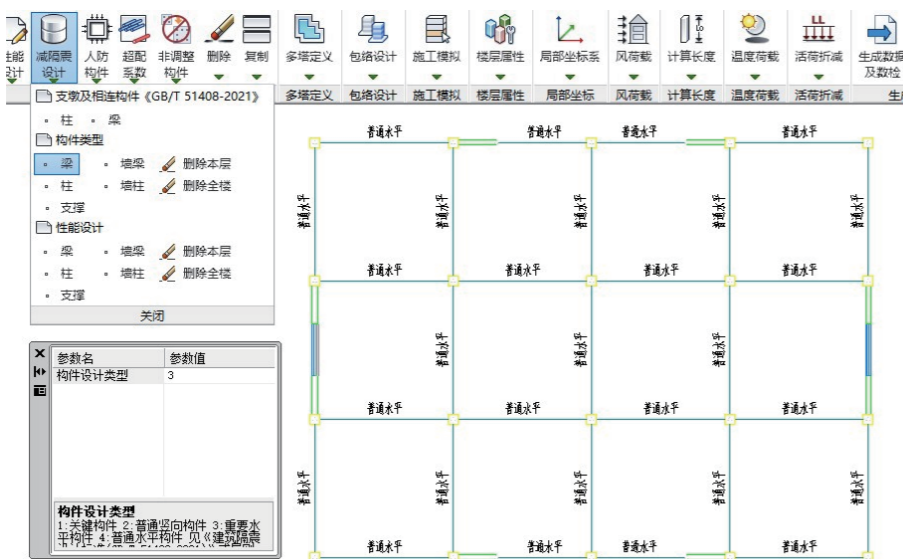 性能 减隔震 人防 超配 非调整 删除 复制 多塔定义 包络设计 施工模拟 楼层属性 局部坐标系 风荷载 计算长度 温度荷载 活荷折减 生成数据
设计 设计 构件 系数 构件 及数检
支墩及相连构件《GB/T 51408-2021》 多塔定义 包络设计 施工模拟 楼层属性 局部坐标 风荷载 计算长度 温度荷载 活荷折减 生成
柱 梁
构件类型
梁 墙梁 删除本层
柱 墙柱 删除全楼
支撑
性能设计
梁 墙梁 删除本层
柱 墙柱 删除全楼
支撑
关闭
参数名 参数值
构件设计类型 3
构件设计类型
1:关键构件 2:普通竖向构件 3:重要水
平构件 4:普通水平构件 见《建筑隔震
普通水平 普通水平 普通水平 普通水平
普通水平 普通水平 普通水平 普通水平 普通水平
普通水平 普通水平 普通水平 普通水平
普通水平 普通水平 普通水平
普通水平 普通水平 普通水平 普通水平
普通水平 普通水平 普通水平 普通水平 普通水平
普通水平 普通水平 普通水平 普通水平